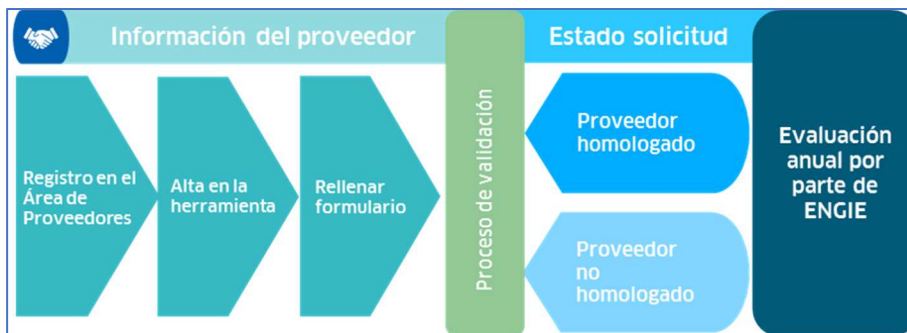 Información del proveedor
Estado solicitud
Registro en el
Área de
Proveedores
Alta en la
herramienta
Rellenar
formulario
Proceso de validación
Proveedor
homologado
Proveedor
no
homologado
Evaluación
anual por
parte de
ENGIE